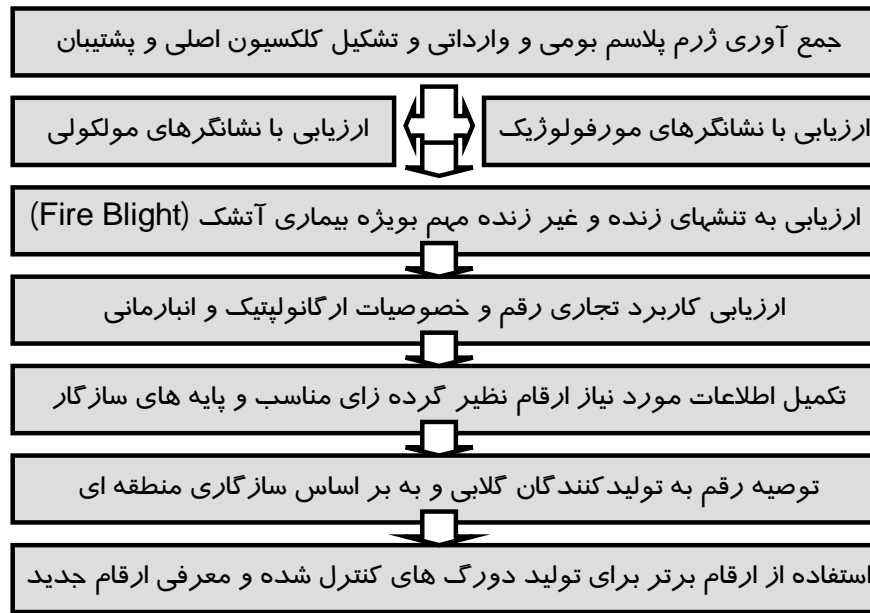 جمع آوری ژرم پلاسم بومی و وارداتی و تشکیل کلکسیون اصلی و پشتیبان
ارزیابی با نشانگرهای مورفولوژیک
ارزیابی با نشانگرهای مولکولی
ارزیابی به تنشهای زنده و غیر زنده مهم بویژه بیماری آتشک (Fire Blight)
ارزیابی کاربرد تجاری رقم و خصوصیات ارگانولپتیک و انبارمانی
تکمیل اطلاعات مورد نیاز ارقام نظیر گرده زای مناسب و پایه های سازگار
توصیه رقم به تولیدکنندگان گلابی و به بر اساس سازگاری منطقه ای
استفاده از ارقام برتر برای تولید دورگ های کنترل شده و معرفی ارقام جدید